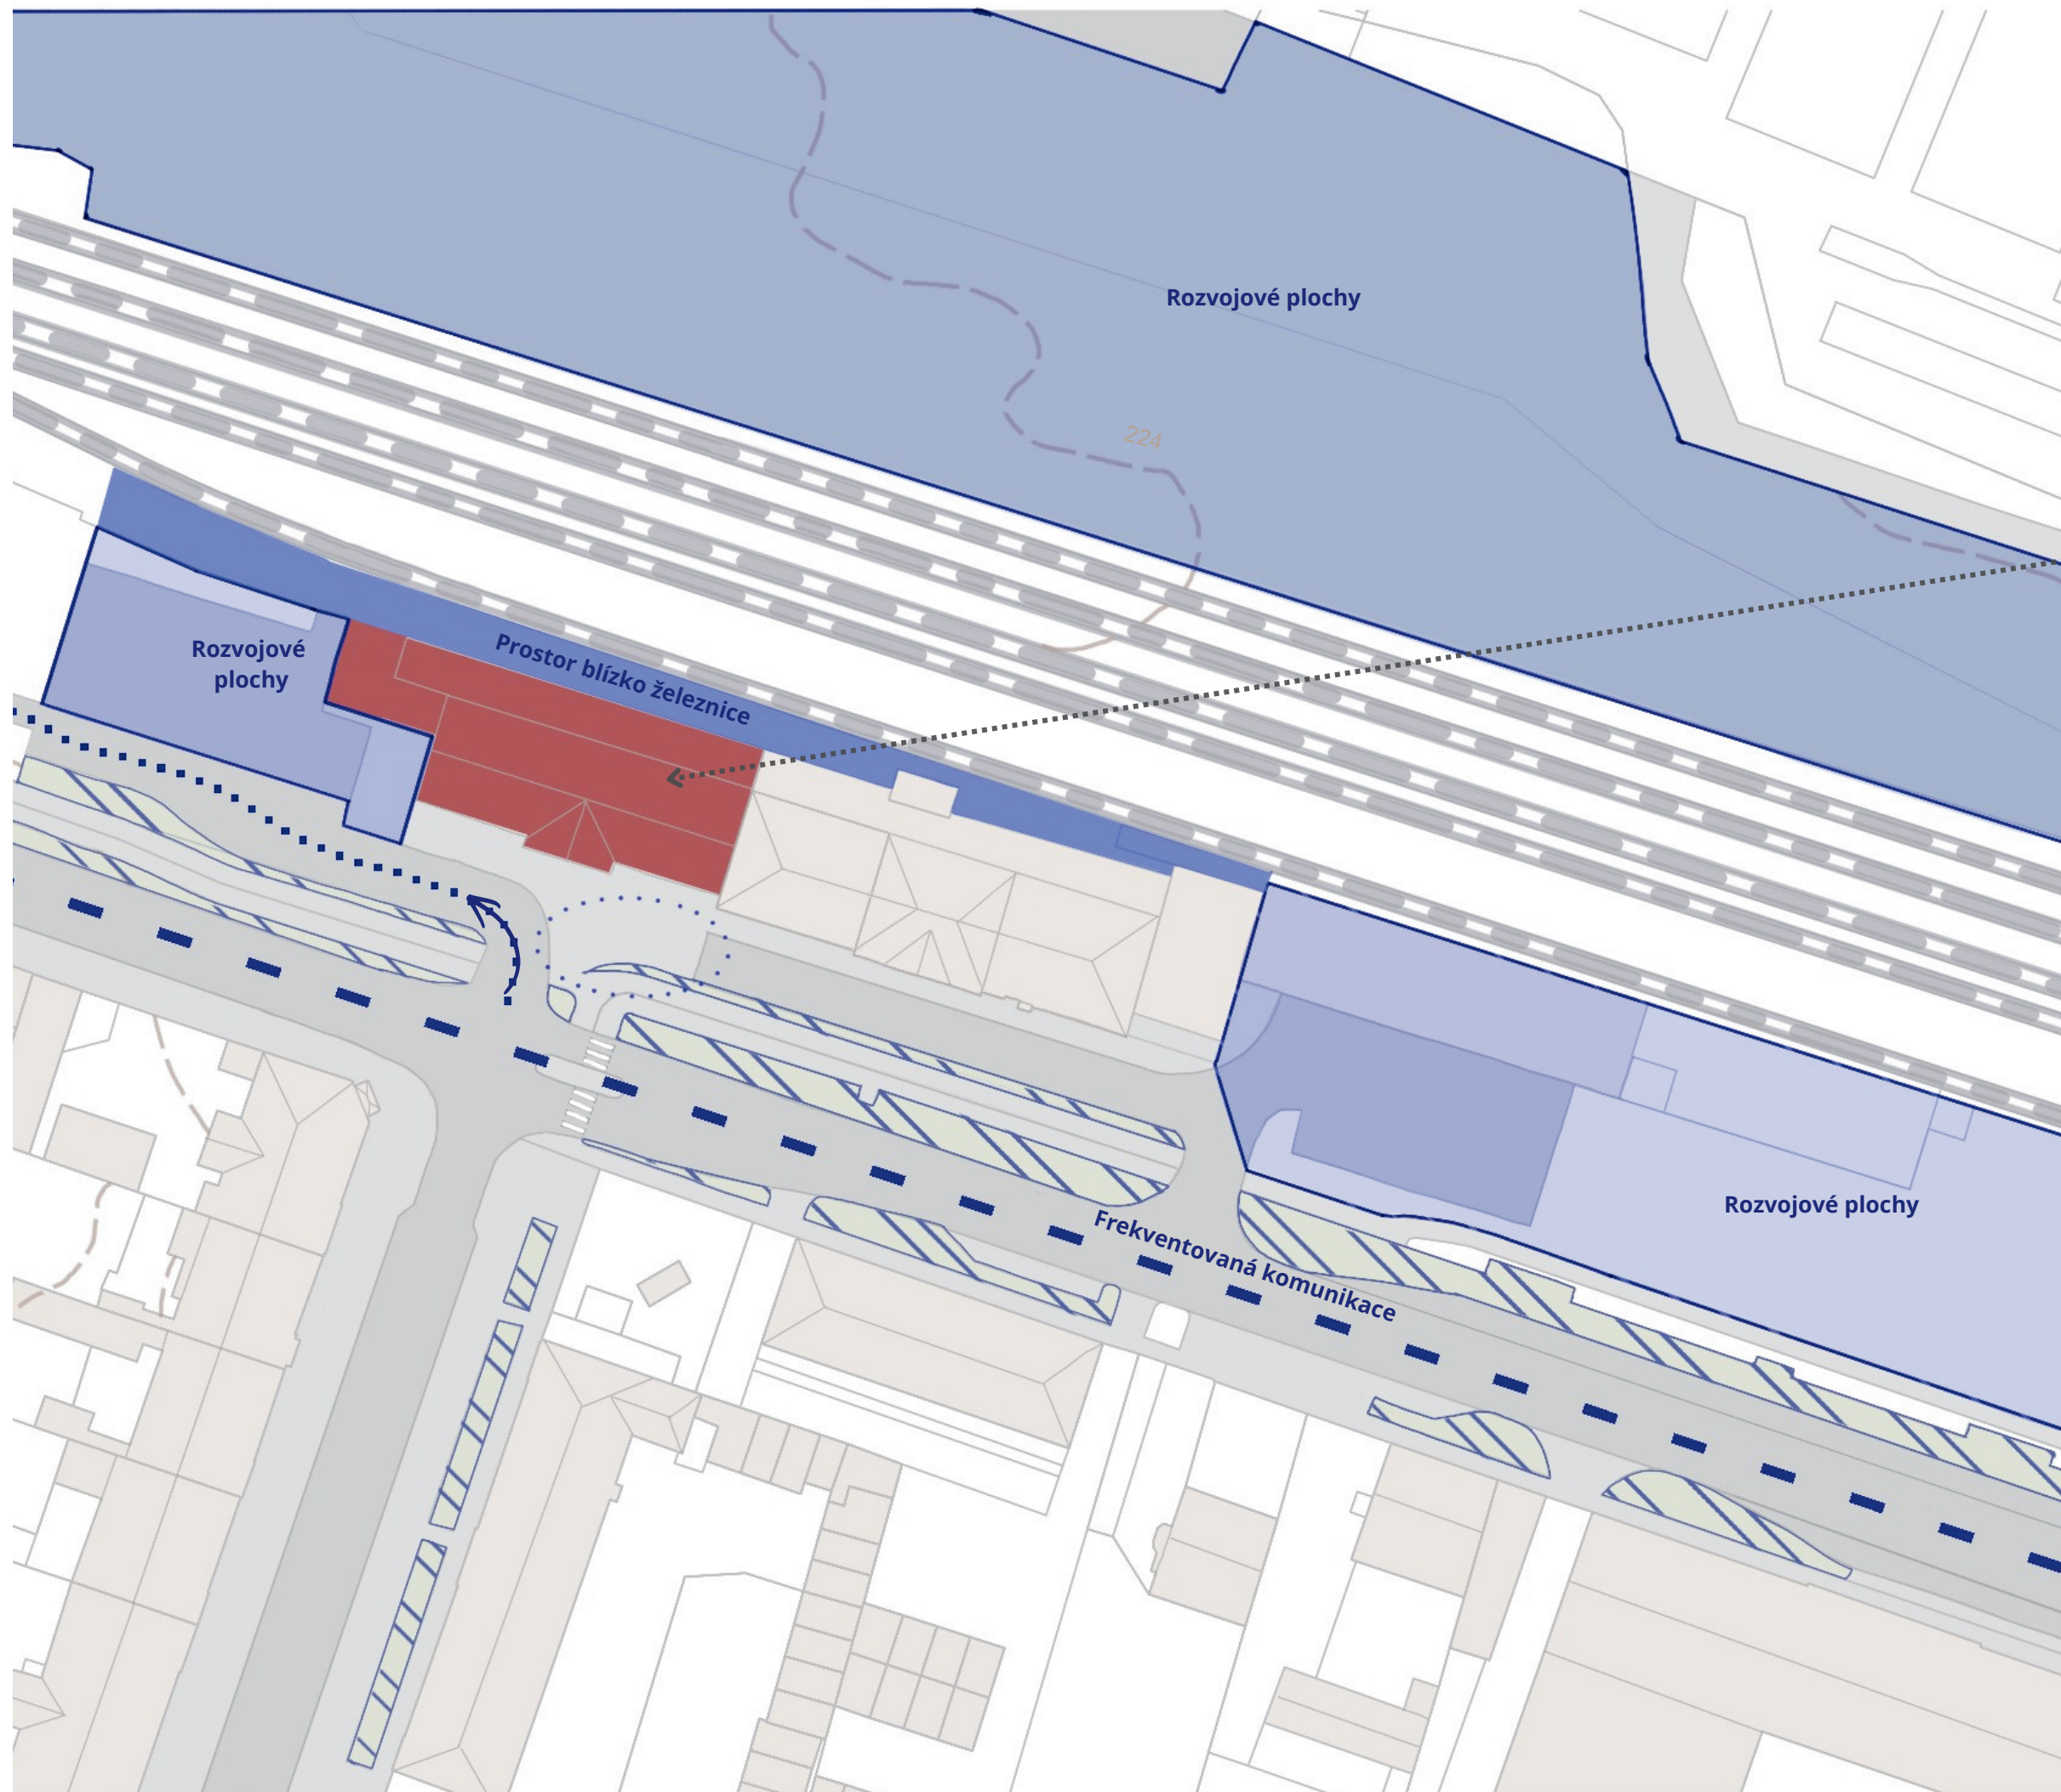 Rozvojové plochy
224
Rozvojové
plochy
Prostor blízko železnice
Rozvojové plochy
Frekventovaná komunikace